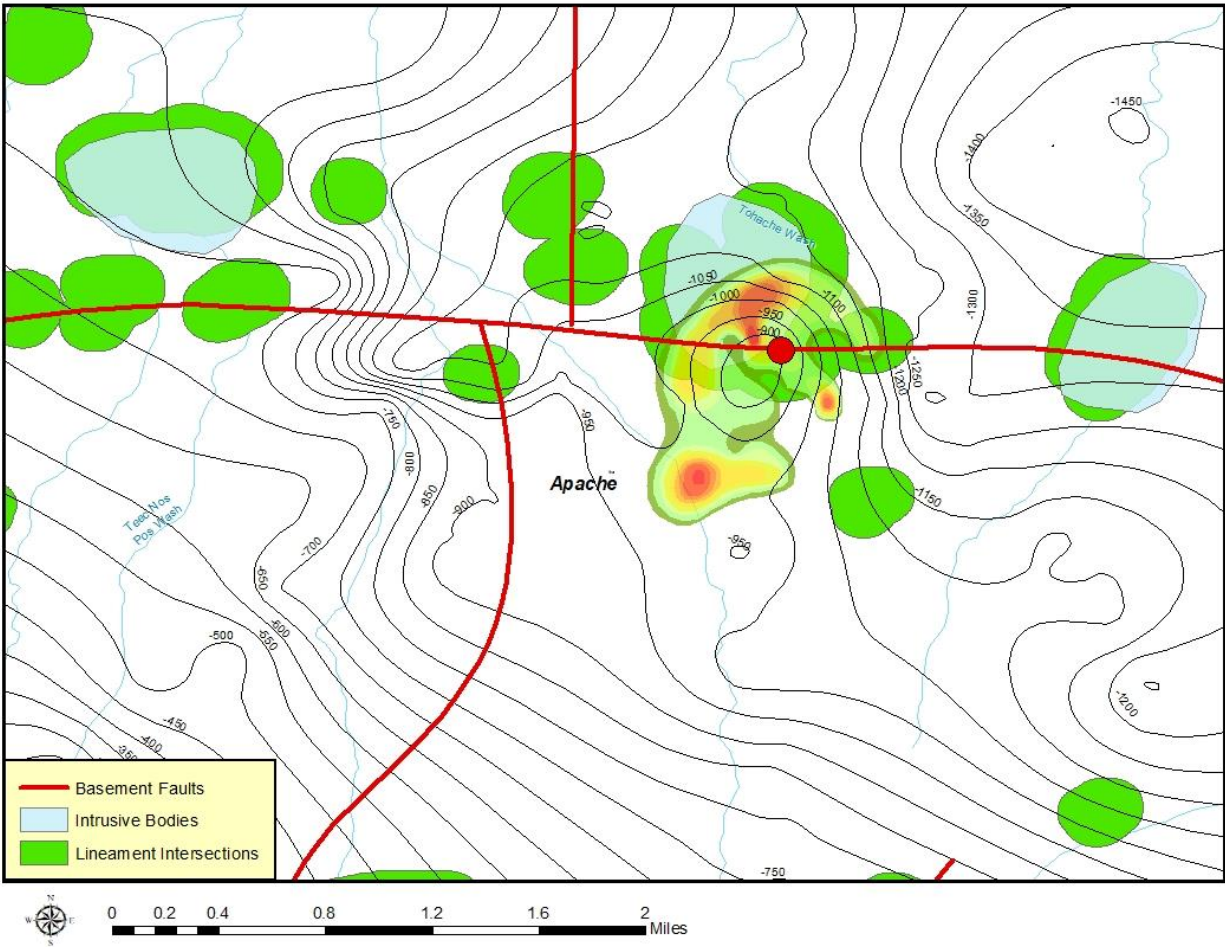 -1450
-1400
-1350
Tohache Wash
-1050
-1100
-1000
-1300
-950
-900
-1250
-1200
-750
-950
-800
Apache
-850
-1150
-900
Teec Nos
Pos Wash
-700
-950
-650
-600
-500
-550
-1200
-450
-400
-350
Basement Faults
Intrusive Bodies
Lineament Intersections
-750
N
W E
S
0 0.2 0.4 0.8 1.2 1.6 2
Miles